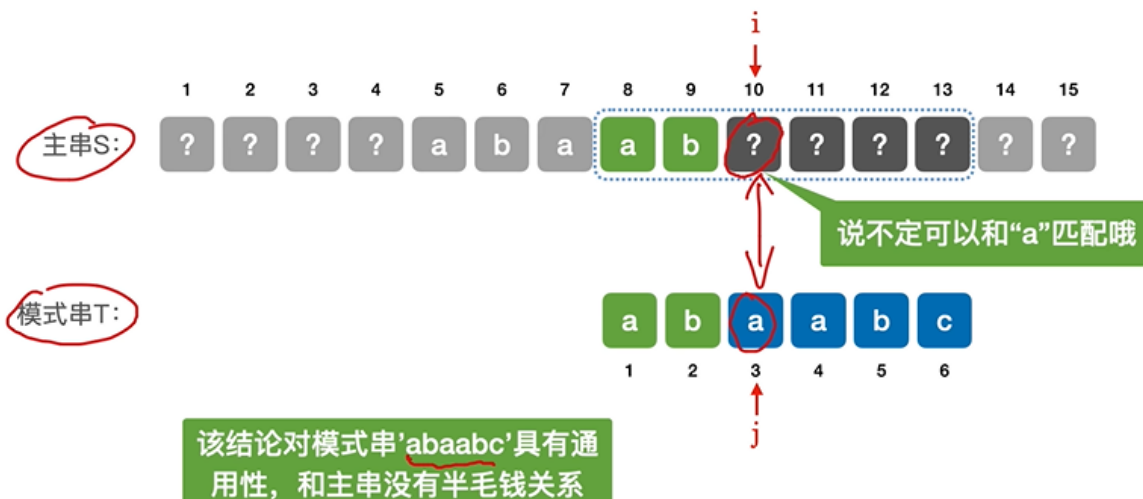 i
1 2 3 4 5 6 7 8 9 10 11 12 13 14 15
主串S: ? ? ? ? a b a a b ? ? ? ? ? ?
说不定可以和“a”匹配哦
模式串T: a b a a b c
1 2 3 4 5 6
j
该结论对模式串'abaabc'具有通
用性，和主串没有半毛钱关系